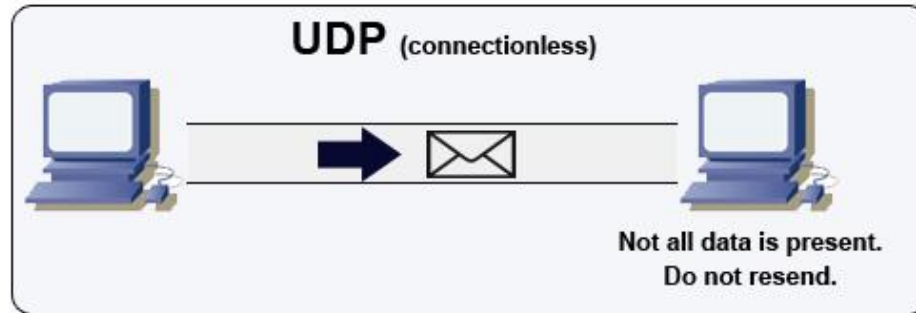 UDP (connectionless)
Not all data is present.
Do not resend.